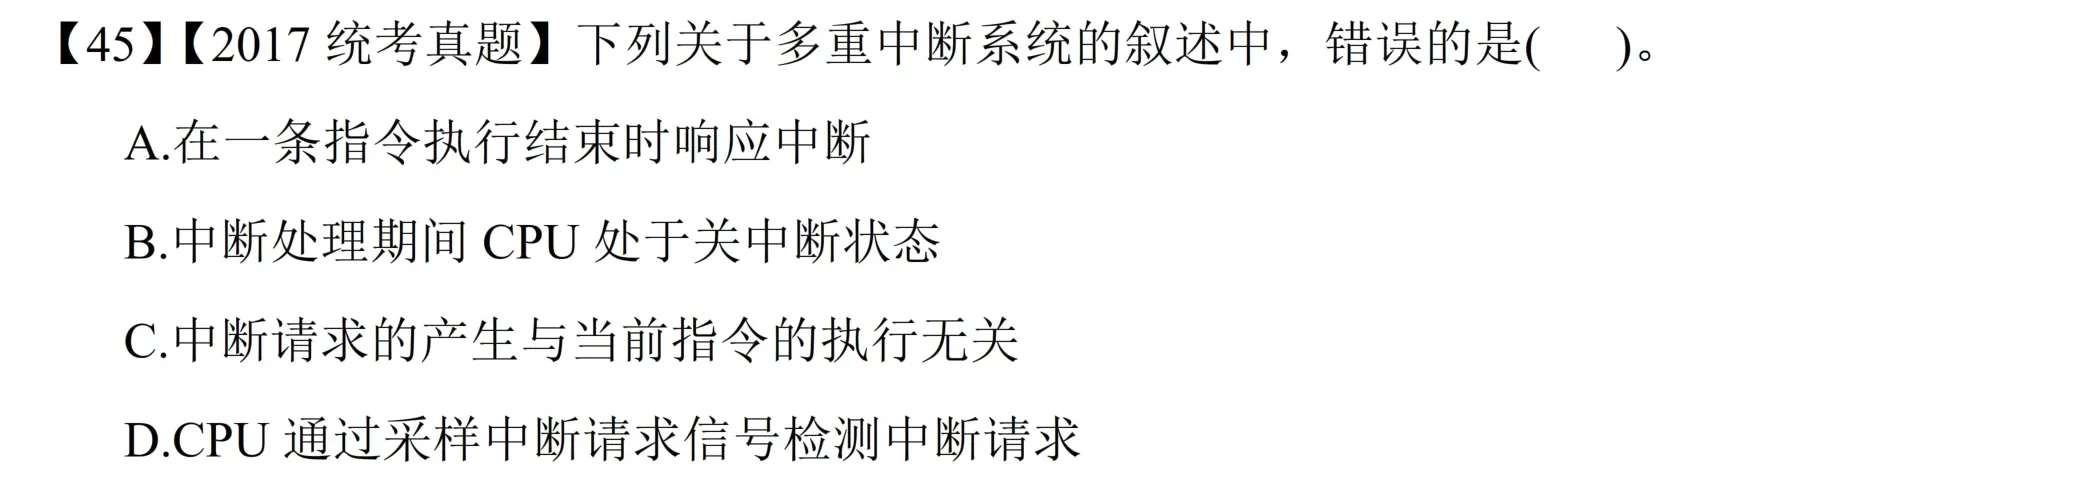 【45】【2017 统考真题】下列关于多重中断系统的叙述中，错误的是(    )。
A.在一条指令执行结束时响应中断
B.中断处理期间 CPU 处于关中断状态
C.中断请求的产生与当前指令的执行无关
D.CPU 通过采样中断请求信号检测中断请求